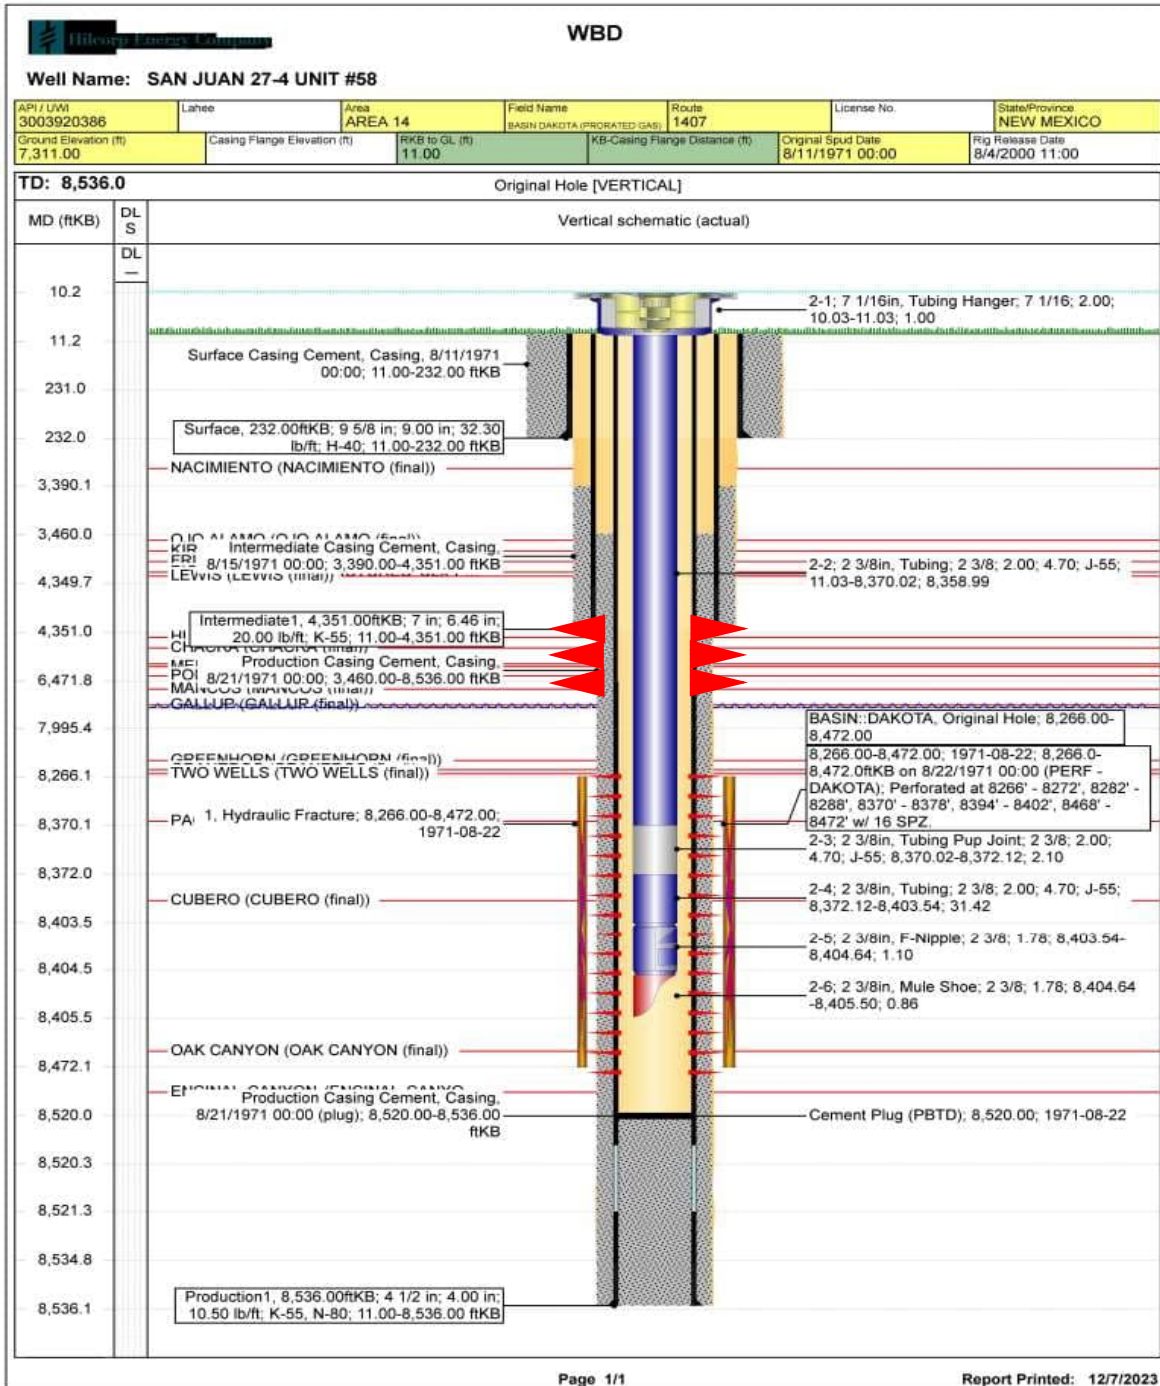 Hilcorp Energy Company
WBD
Well Name: SAN JUAN 27-4 UNIT #58
API / UWI
3003920386
Lahee
Area
AREA 14
Field Name
BASIN DAKOTA (PRORATED GAS)
Route
1407
License No.
State/Province
NEW MEXICO
Ground Elevation (ft)
7,311.00
Casing Flange Elevation (ft)
RKB to GL (ft)
11.00
KB-Casing Flange Distance (ft)
Original Spud Date
8/11/1971 00:00
Rig Release Date
8/4/2000 11:00
TD: 8,536.0
Original Hole [VERTICAL]
MD (ftKB)
DL
S
Vertical schematic (actual)
DL
—
10.2
2-1; 7 1/16in, Tubing Hanger; 7 1/16; 2.00;
10.03-11.03; 1.00
11.2
Surface Casing Cement, Casing, 8/11/1971
00:00; 11.00-232.00 ftKB
231.0
Surface, 232.00ftKB; 9 5/8 in; 9.00 in; 32.30
lb/ft; H-40; 11.00-232.00 ftKB
232.0
NACIMIENTO (NACIMIENTO (final))
3,390.1
3,460.0
OJO ALAMO (OJO ALAMO (final))
KIR
Intermediate Casing Cement, Casing,
8/15/1971 00:00; 3,390.00-4,351.00 ftKB
LEWIS (LEWIS (final))
2-2; 2 3/8in, Tubing; 2 3/8; 2.00; 4.70; J-55;
11.03-8,370.02; 8,358.99
4,349.7
Intermediate1, 4,351.00ftKB; 7 in; 6.46 in;
20.00 lb/ft; K-55; 11.00-4,351.00 ftKB
4,351.0
CHACRA (CHACRA (final))
Production Casing Cement, Casing,
8/21/1971 00:00; 3,460.00-8,536.00 ftKB
6,471.8
MANCOS (MANCOS (final))
GALLUP (GALLUP (final))
7,995.4
BASIN::DAKOTA, Original Hole; 8,266.00-
8,472.00
GREENHORN (GREENHORN (final))
TWO WELLS (TWO WELLS (final))
8,266.1
8,266.00-8,472.00; 1971-08-22; 8,266.0-
8,472.0ftKB on 8/22/1971 00:00 (PERF -
DAKOTA); Perforated at 8266' - 8272', 8282' -
8288', 8370' - 8378', 8394' - 8402', 8468' -
8472' w/ 16 SPZ.
8,370.1
PA
1, Hydraulic Fracture; 8,266.00-8,472.00;
1971-08-22
2-3; 2 3/8in, Tubing Pup Joint; 2 3/8; 2.00;
4.70; J-55; 8,370.02-8,372.12; 2.10
8,372.0
CUBERO (CUBERO (final))
2-4; 2 3/8in, Tubing; 2 3/8; 2.00; 4.70; J-55;
8,372.12-8,403.54; 31.42
8,403.5
2-5; 2 3/8in, F-Nipple; 2 3/8; 1.78; 8,403.54-
8,404.64; 1.10
8,404.5
2-6; 2 3/8in, Mule Shoe; 2 3/8; 1.78; 8,404.64
-8,405.50; 0.86
8,405.5
OAK CANYON (OAK CANYON (final))
8,472.1
Production Casing Cement, Casing,
8/21/1971 00:00 (plug); 8,520.00-8,536.00
ftKB
8,520.0
Cement Plug (PBTD); 8,520.00; 1971-08-22
8,520.3
8,521.3
8,534.8
Production1, 8,536.00ftKB; 4 1/2 in; 4.00 in;
10.50 lb/ft; K-55, N-80; 11.00-8,536.00 ftKB
8,536.1
Page 1/1
Report Printed: 12/7/2023